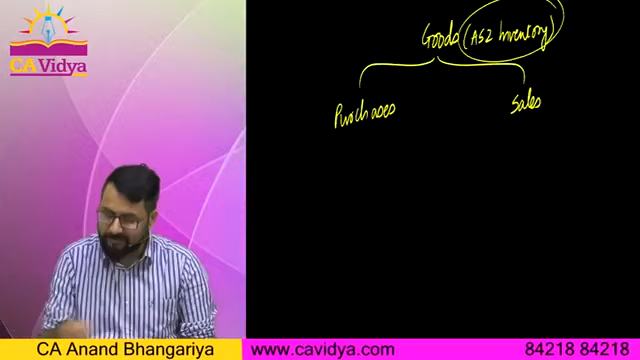 CA Vidya
Goods (AS2 Inventory)
Purchases
Sales
CA Anand Bhangariya
www.cavidya.com
84218 84218